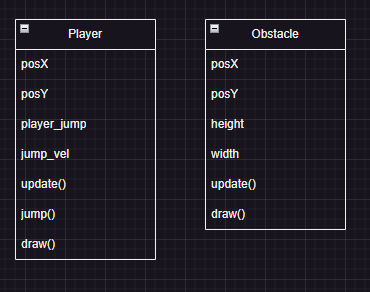 Player
posX
posY
player_jump
jump_vel
update()
jump()
draw()
Obstacle
posX
posY
height
width
update()
draw()